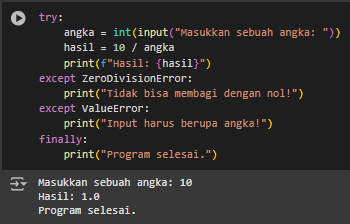 try:
    angka = int(input("Masukkan sebuah angka: "))
    hasil = 10 / angka
    print(f"Hasil: {hasil}")
except ZeroDivisionError:
    print("Tidak bisa membagi dengan nol!")
except ValueError:
    print("Input harus berupa angka!")
finally:
    print("Program selesai.")
Masukkan sebuah angka: 10
Hasil: 1.0
Program selesai.